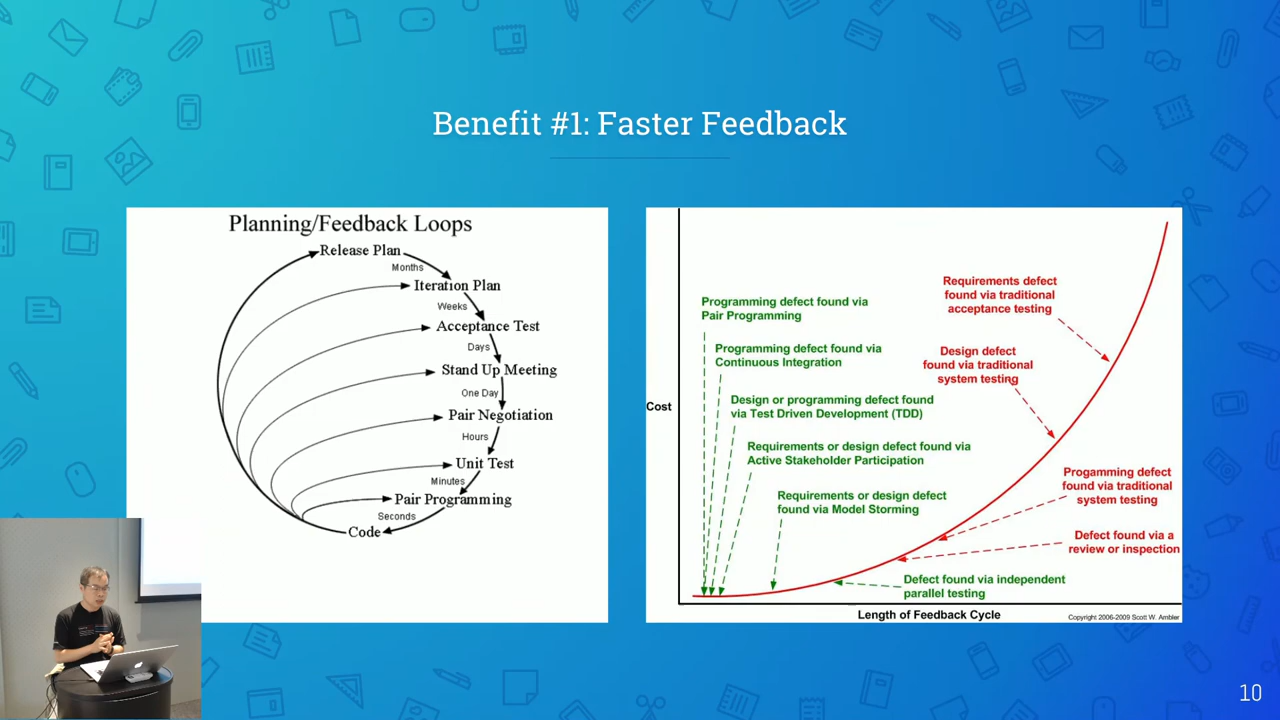 Benefit #1: Faster Feedback
Planning/Feedback Loops
Release Plan
Months
Iteration Plan
Weeks
Acceptance Test
Days
Stand Up Meeting
One Day
Pair Negotiation
Hours
Unit Test
Minutes
Pair Programming
Seconds
Code
Cost
Programming defect found via
Pair Programming
Programming defect found via
Continuous Integration
Design or programming defect found
via Test Driven Development (TDD)
Requirements or design defect found via
Active Stakeholder Participation
Requirements or design defect
found via Model Storming
Requirements defect
found via traditional
acceptance testing
Design defect
found via traditional
system testing
Progamming defect
found via traditional
system testing
Defect found via a
review or inspection
Defect found via independent
parallel testing
Length of Feedback Cycle
Copyright 2006-2009 Scott W. Ambler
10